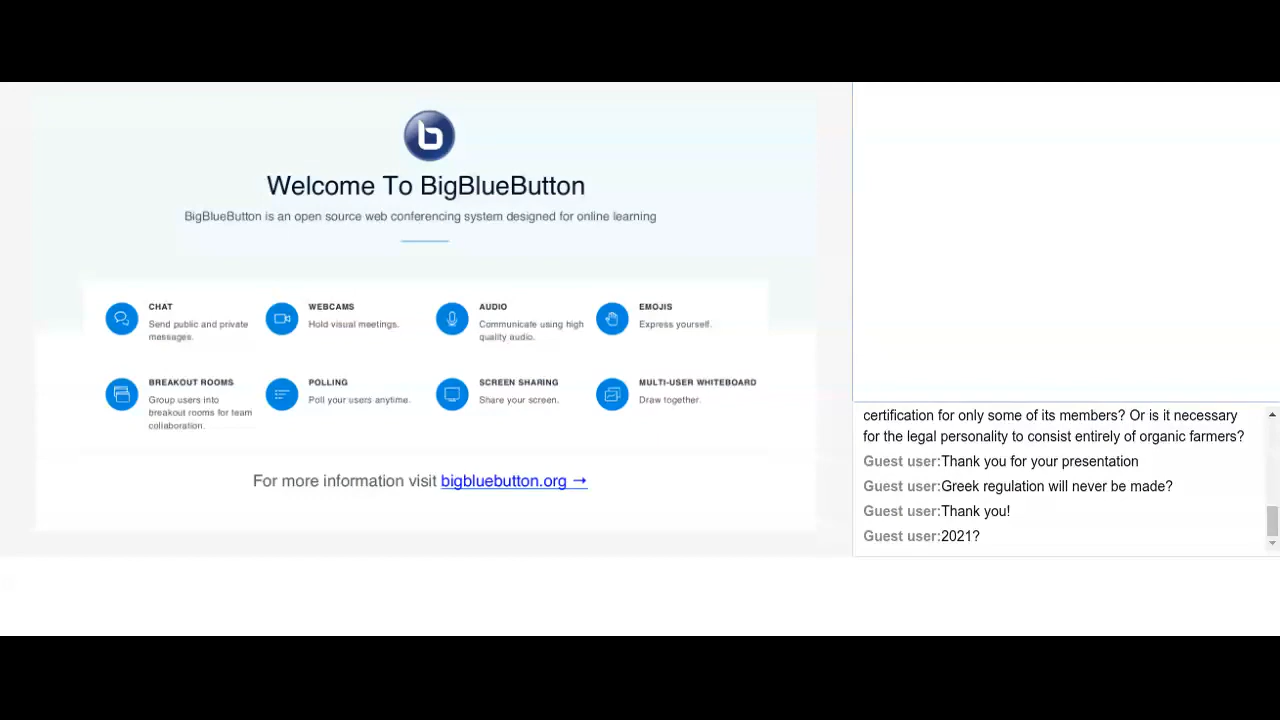 Welcome To BigBlueButton
BigBlueButton is an open source web conferencing system designed for online learning
CHAT
Send public and private
messages.
WEBCAMS
Hold visual meetings.
AUDIO
Communicate using high
quality audio.
EMOJIS
Express yourself.
BREAKOUT ROOMS
Group users into
breakout rooms for team
collaboration.
POLLING
Poll your users anytime.
SCREEN SHARING
Share your screen.
MULTI-USER WHITEBOARD
Draw together.
For more information visit bigbluebutton.org →
certification for only some of its members? Or is it necessary
for the legal personality to consist entirely of organic farmers?
Guest user:Thank you for your presentation
Guest user:Greek regulation will never be made?
Guest user:Thank you!
Guest user:2021?